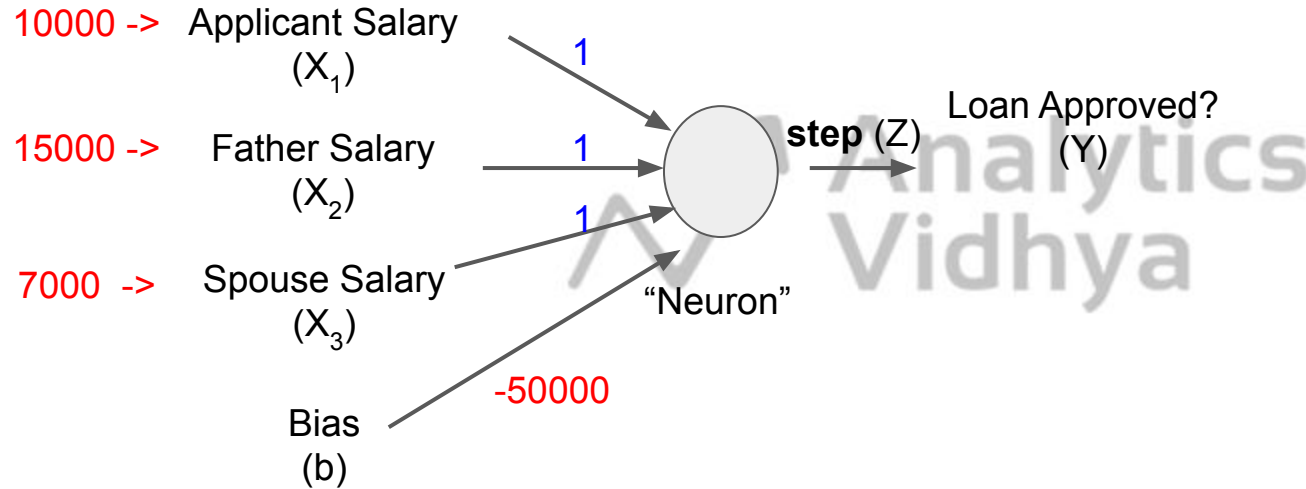 10000 -> Applicant Salary
(X1)
1
15000 -> Father Salary
(X2)
1
7000 -> Spouse Salary
(X3)
1
Bias
(b)
-50000
“Neuron”
step (Z)
Loan Approved?
(Y)
Analytics
Vidhya